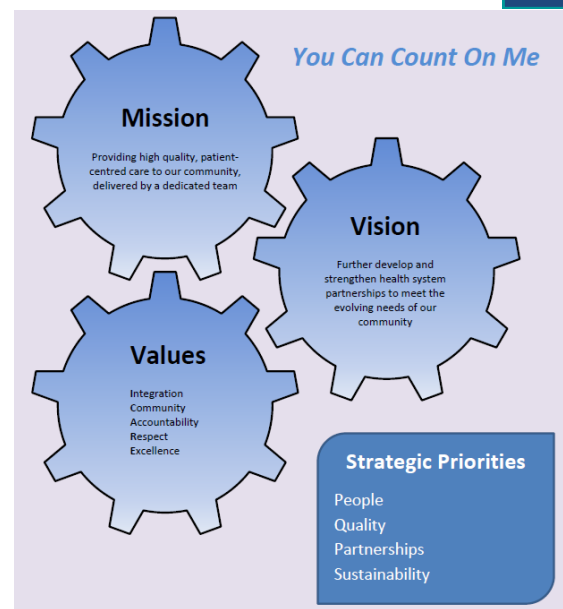 You Can Count On Me
Mission
Providing high quality, patient-
centred care to our community,
delivered by a dedicated team
Vision
Further develop and
strengthen health system
partnerships to meet the
evolving needs of our
community
Values
Integration
Community
Accountability
Respect
Excellence
Strategic Priorities
People
Quality
Partnerships
Sustainability